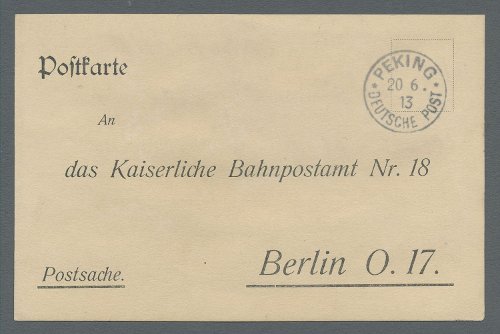 Postkarte
* PEKING *
20 6.
13
DEUTSCHE POST
An
das Kaiserliche Bahnpostamt Nr. 18
Berlin O. 17.
Postsache.